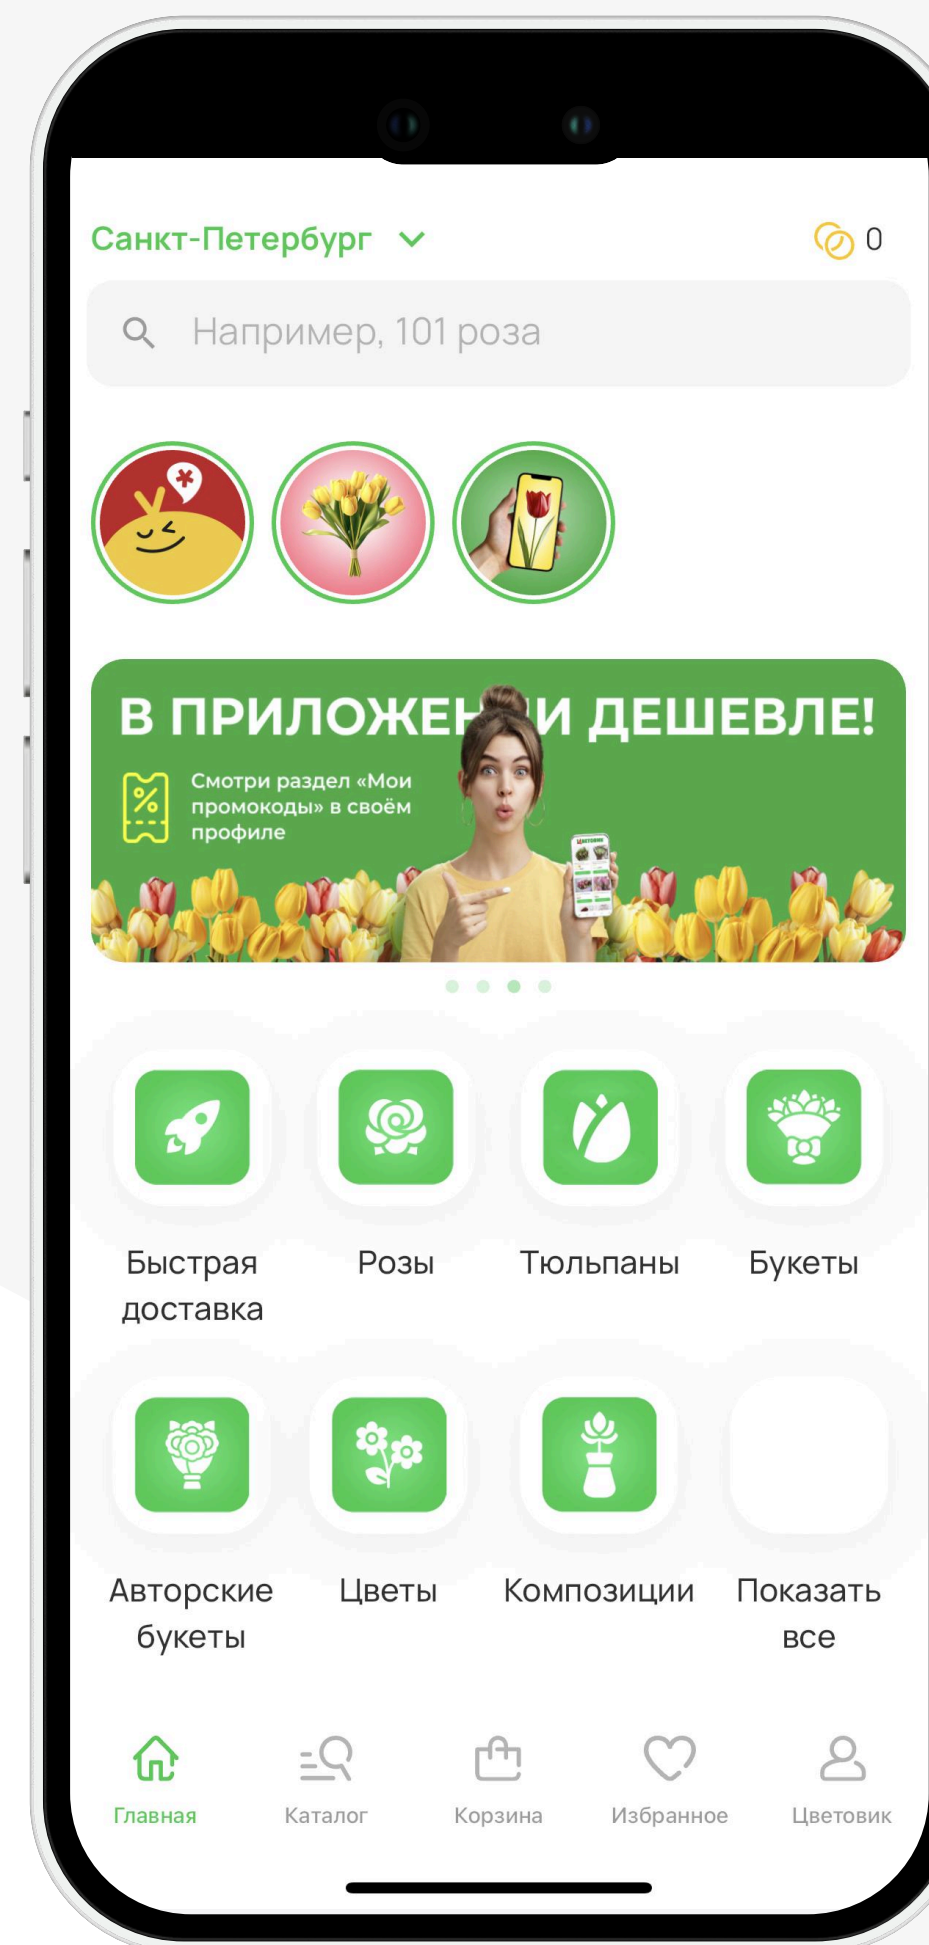 Санкт-Петербург
0
Например, 101 роза
В ПРИЛОЖЕНИИ ДЕШЕВЛЕ!
Смотри раздел «Мои
промокоды» в своём
профиле
%
ЦВЕТОВИК
Быстрая
доставка
Розы
Тюльпаны
Букеты
Авторские
букеты
Цветы
Композиции
Показать
все
Главная
Каталог
Корзина
Избранное
Цветовик